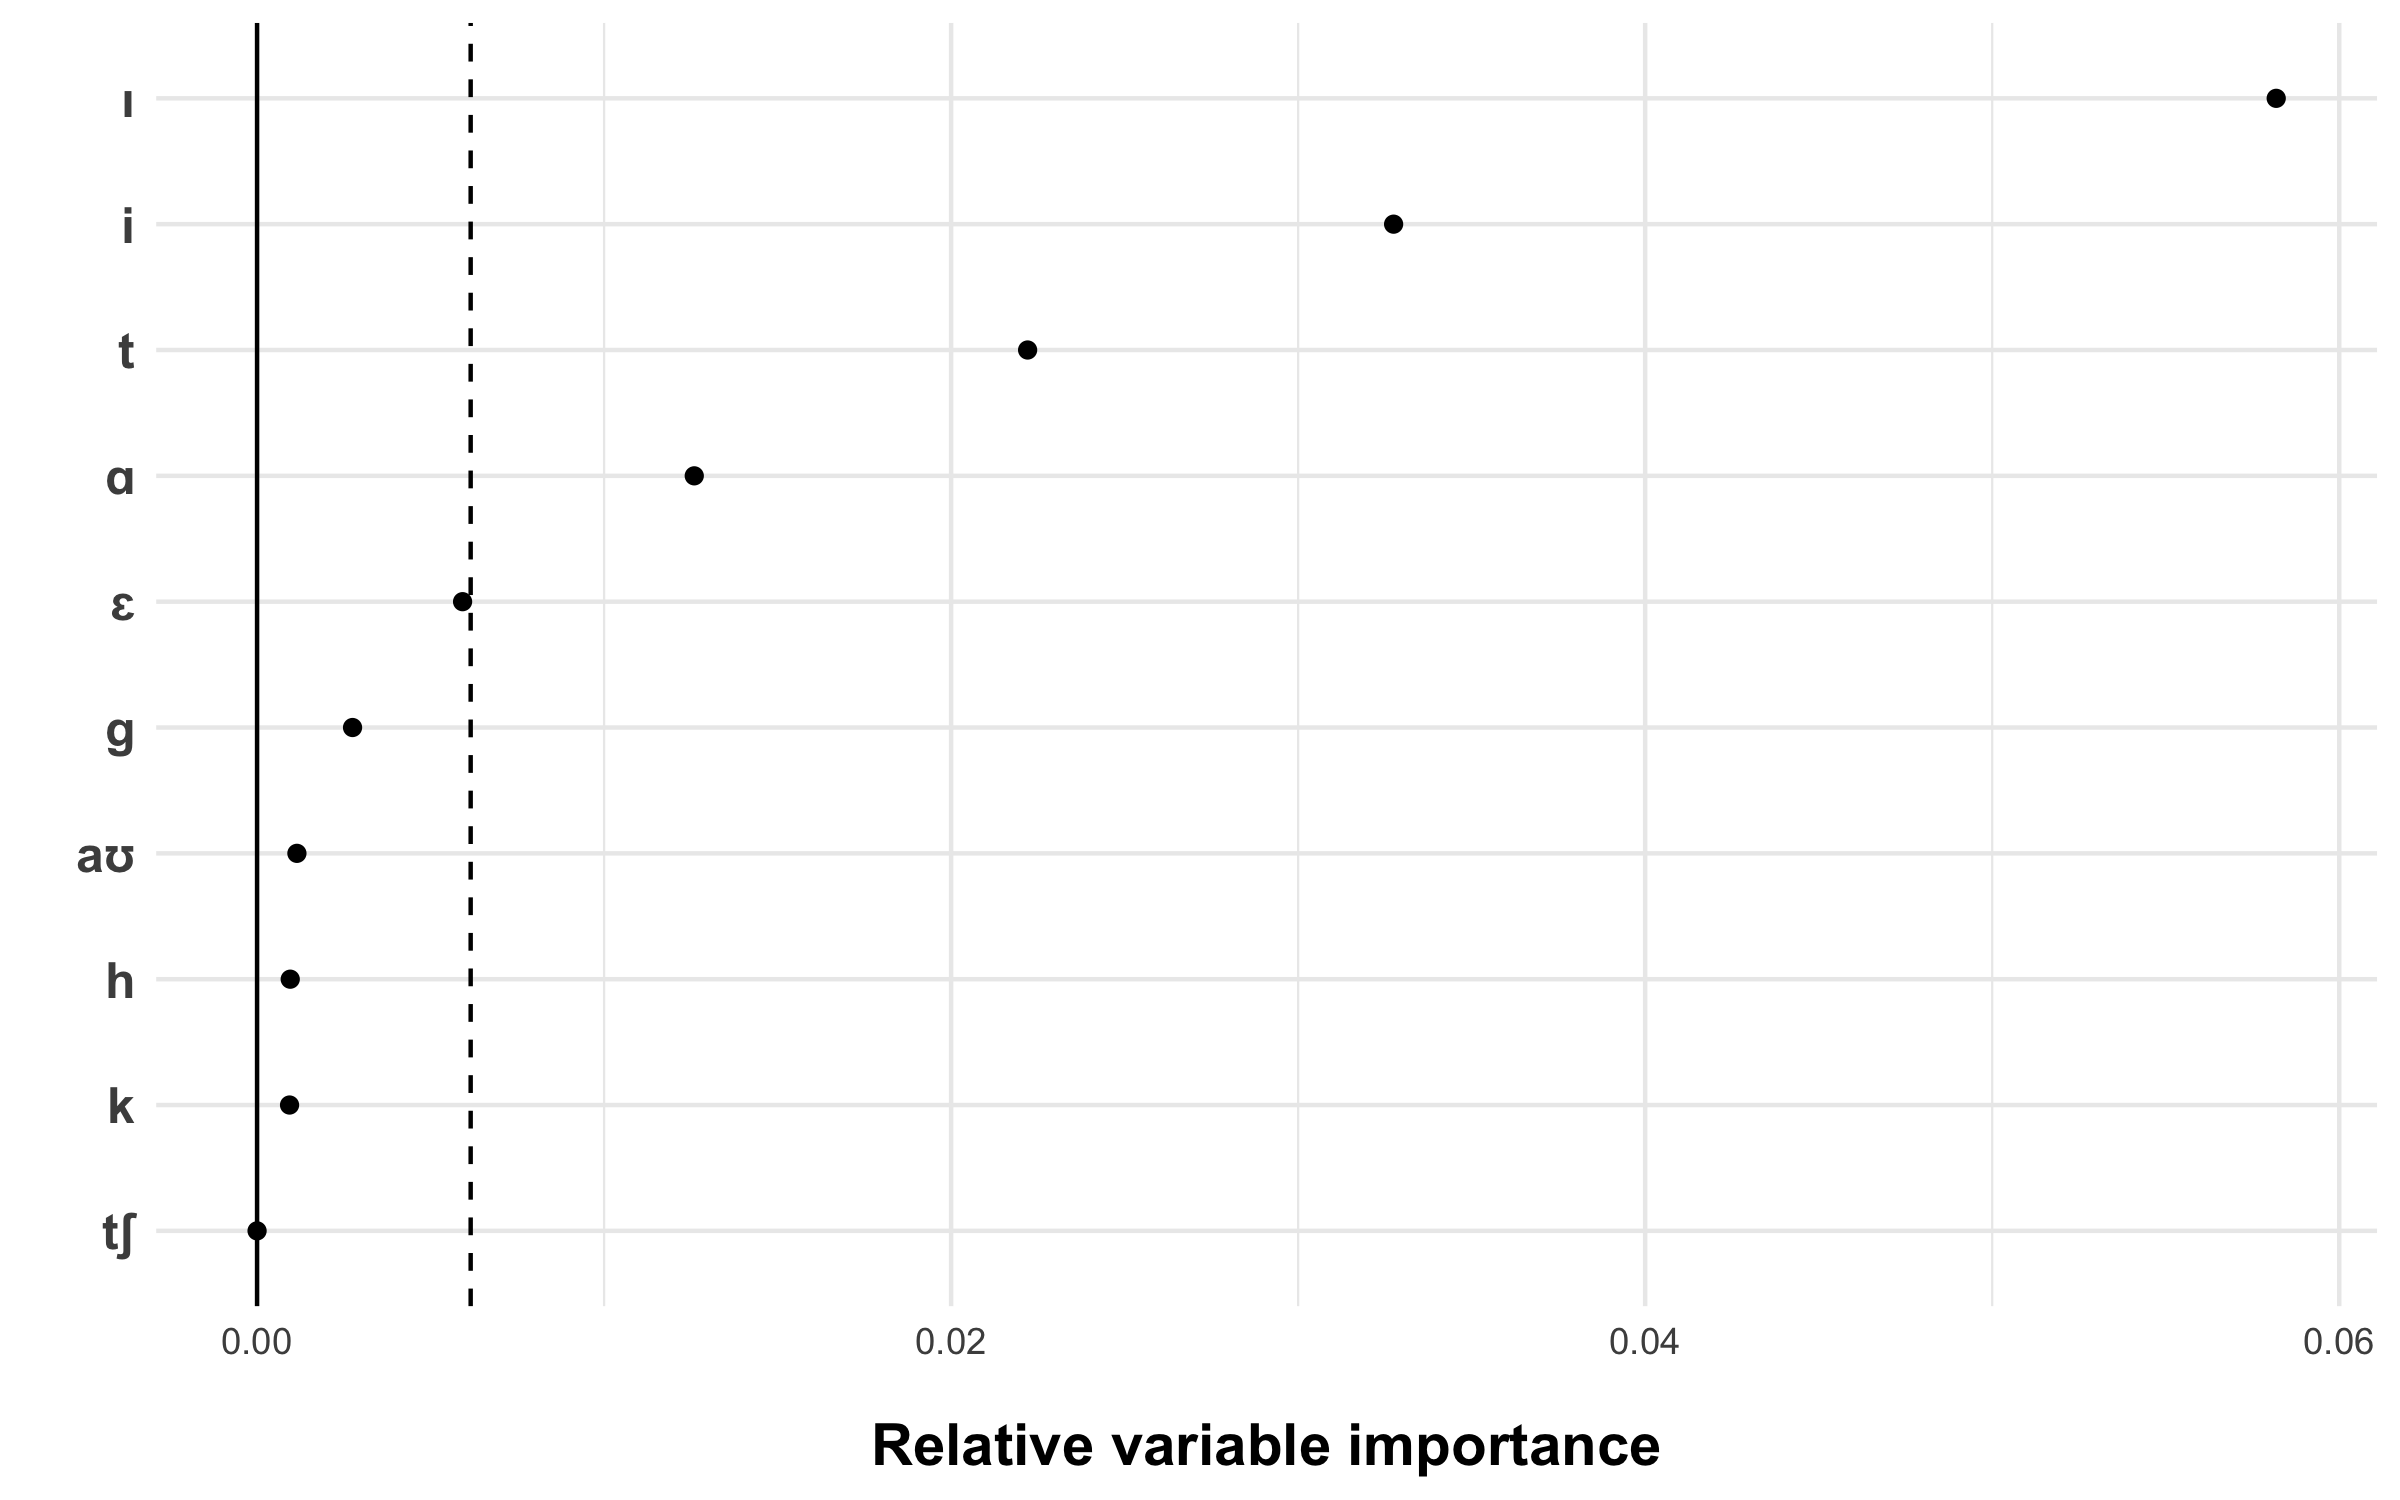 ɪ
i
t
ɑ
ɛ
g
aʊ
h
k
tʃ
0.00 0.02 0.04 0.06
Relative variable importance